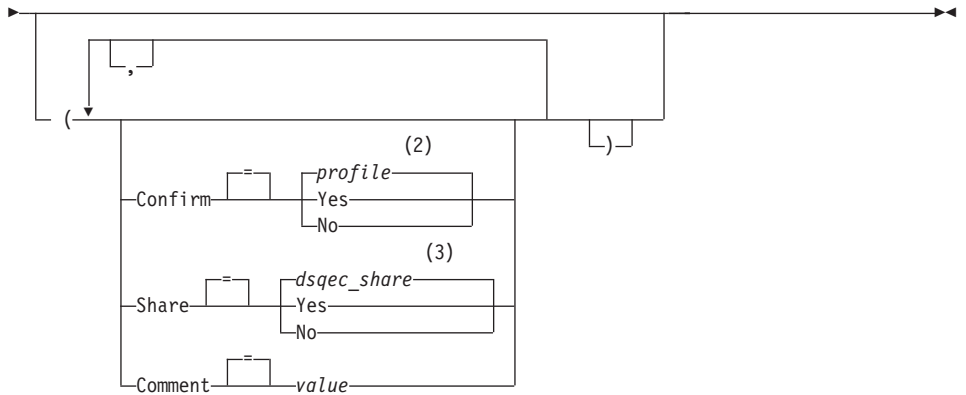 ,
(
)
(2)
=
profile
Confirm
Yes
No
(3)
=
dsqec_share
Share
Yes
No
=
Comment
value